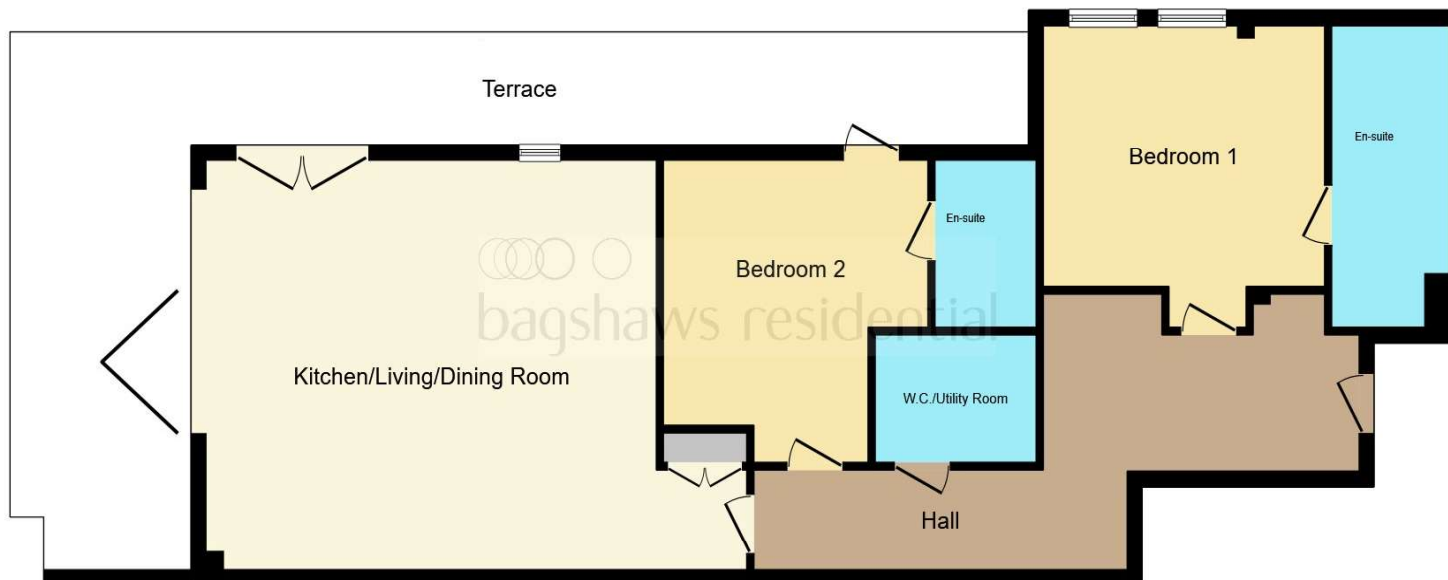 Terrace
En-suite
Bedroom 1
En-suite
Bedroom 2
bagshaws residential
Kitchen/Living/Dining Room
W.C./Utility Room
Hall